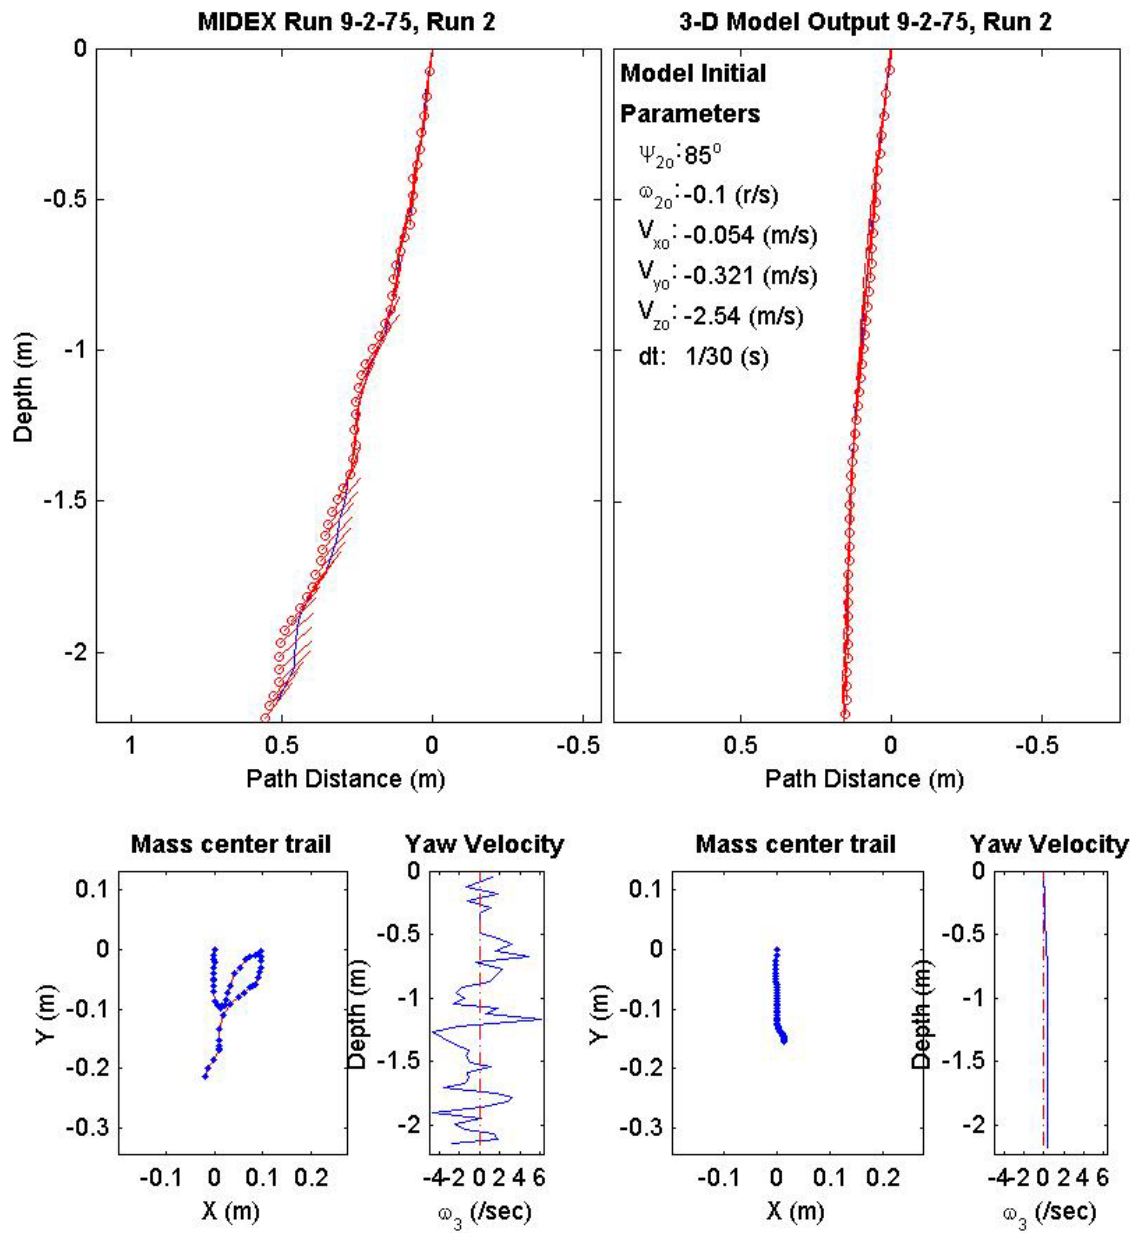 MIDEX Run 9-2-75, Run 2
0
-0.5
-1
-1.5
-2
Depth (m)
1 0.5 0 -0.5
Path Distance (m)
3-D Model Output 9-2-75, Run 2
Model Initial
Parameters
Ψ2o: 85o
ω2o: -0.1 (r/s)
Vxo: -0.054 (m/s)
Vyo: -0.321 (m/s)
Vzo: -2.54 (m/s)
dt: 1/30 (s)
0.5 0 -0.5
Path Distance (m)
Mass center trail
0.1
0
-0.1
-0.2
-0.3
Y (m)
-0.1 0 0.1 0.2
X (m)
Yaw Velocity
0
-0.5
-1
-1.5
-2
Depth (m)
-4 -2 0 2 4 6
ω3 (/sec)
Mass center trail
0.1
0
-0.1
-0.2
-0.3
Y (m)
-0.1 0 0.1 0.2
X (m)
Yaw Velocity
0
-0.5
-1
-1.5
-2
Depth (m)
-4 -2 0 2 4 6
ω3 (/sec)